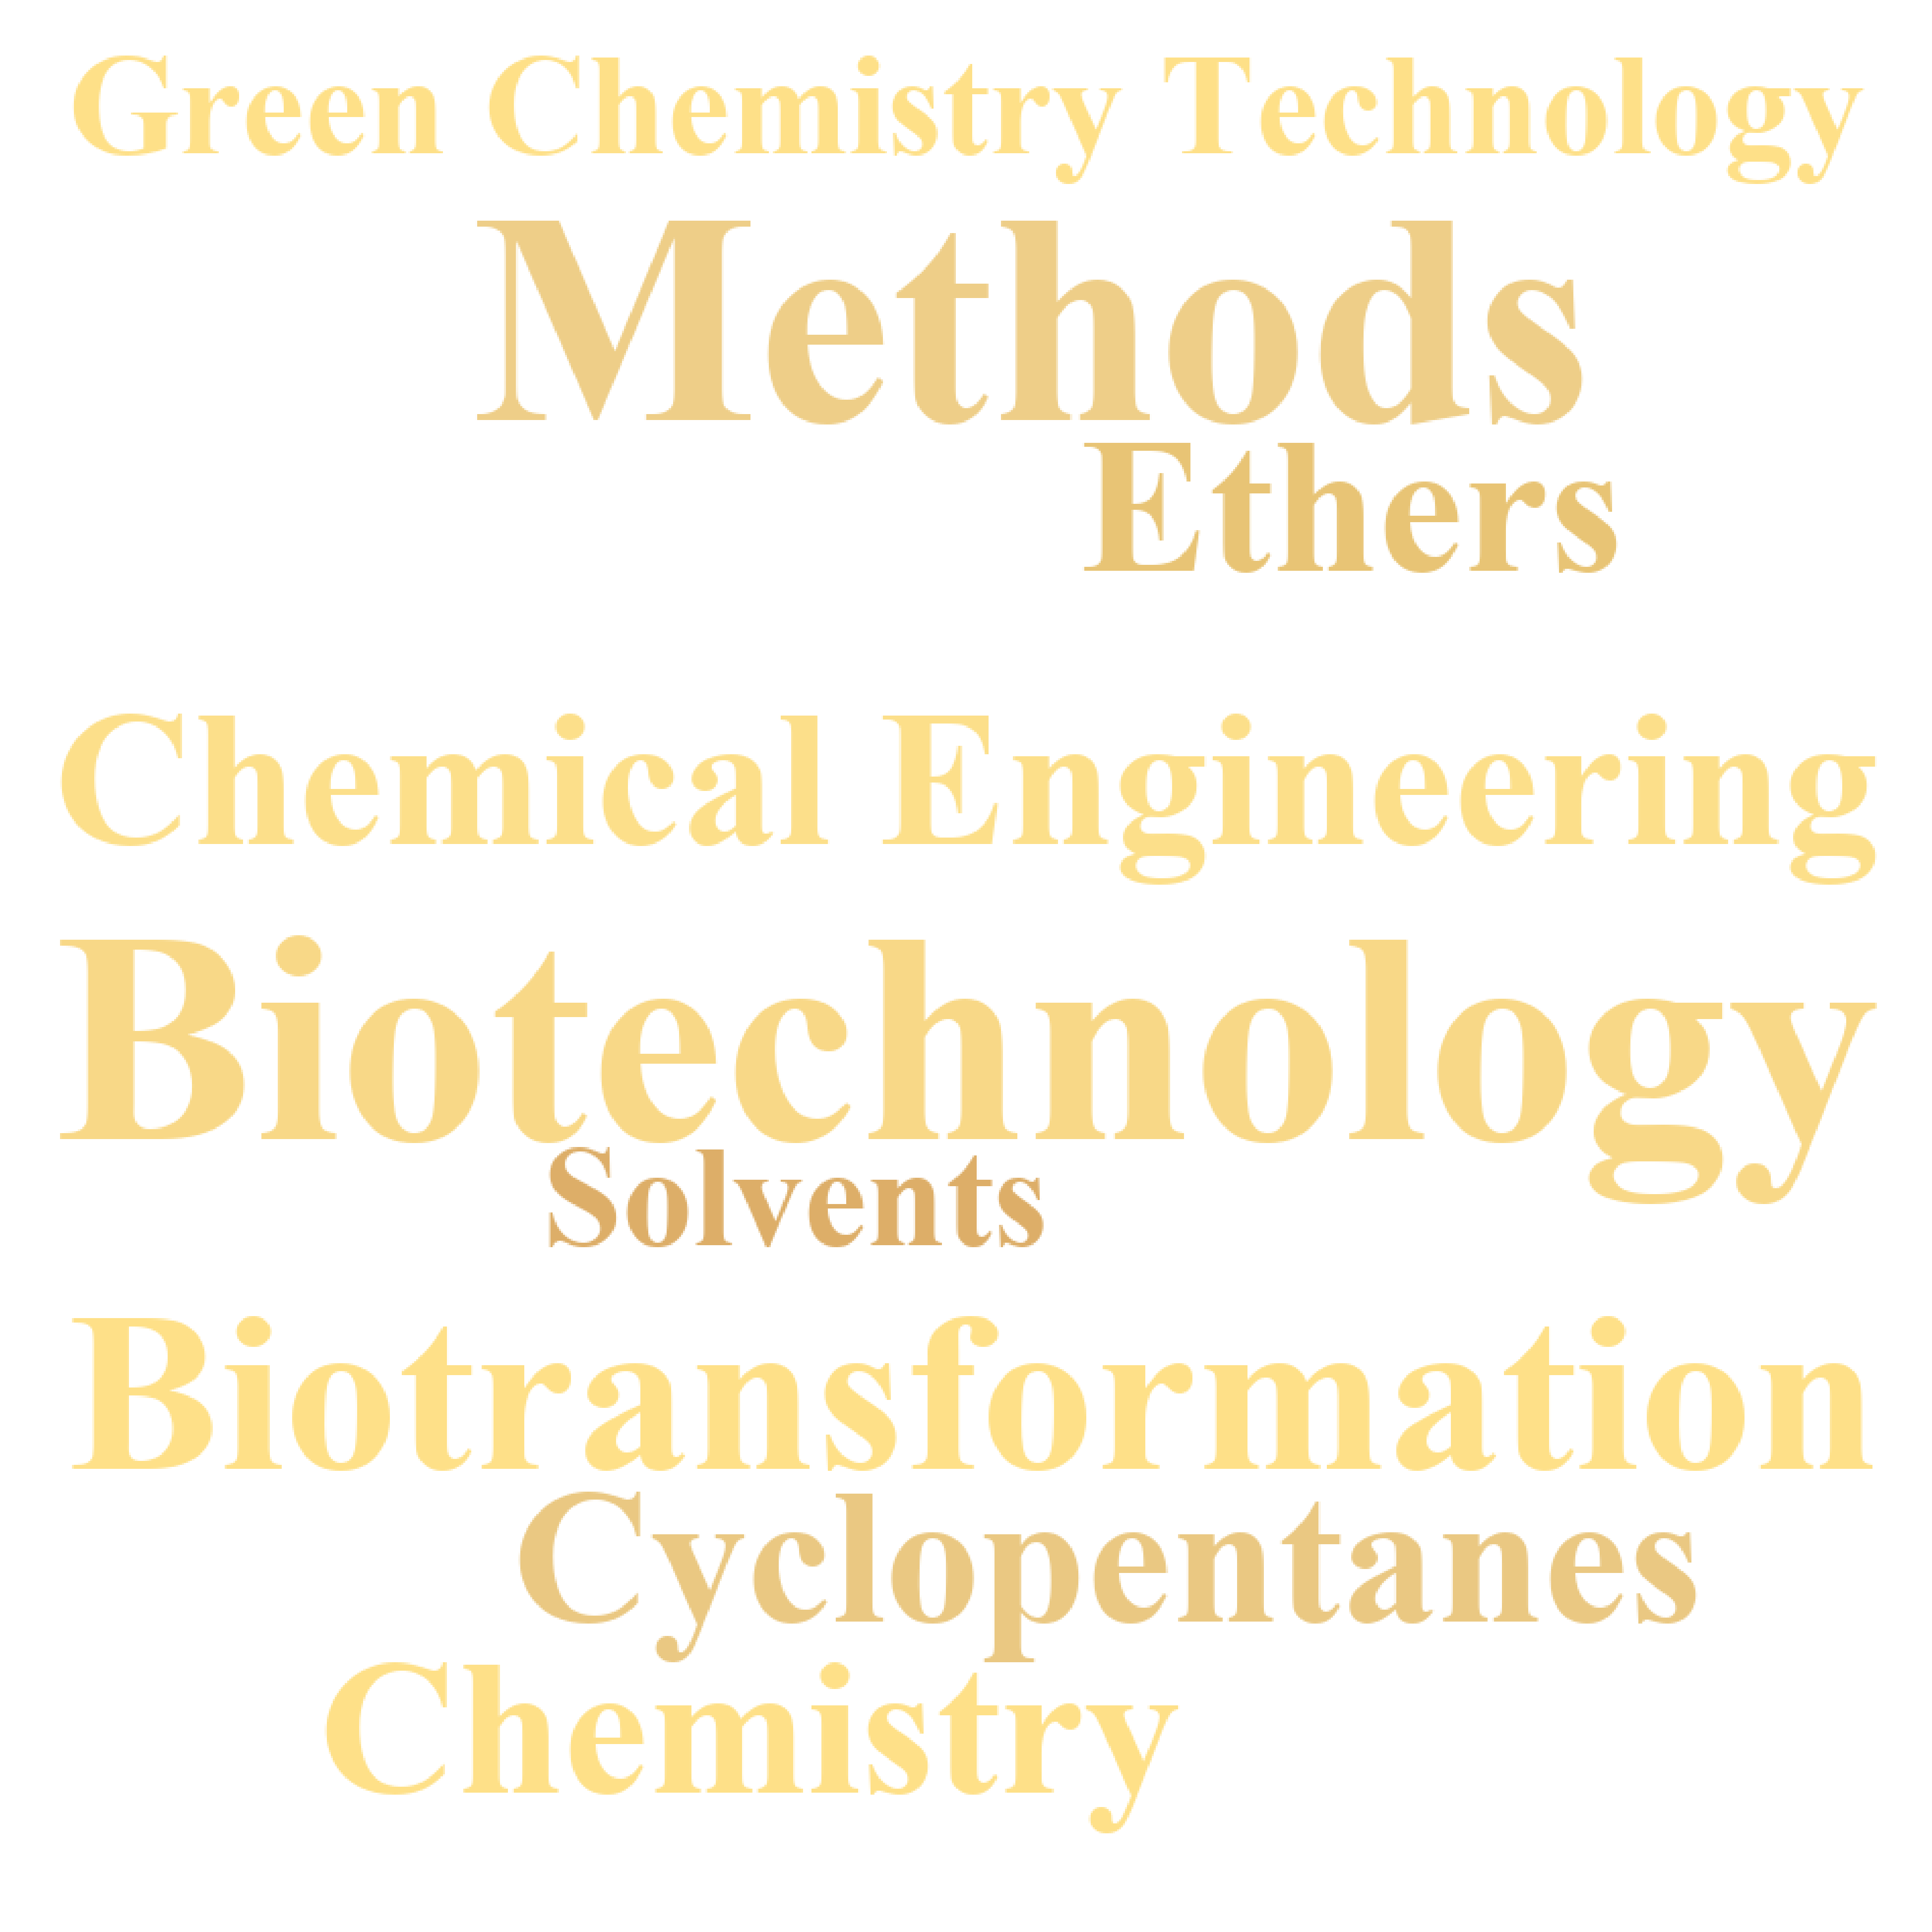 Green Chemistry Technology
Methods
Ethers
Chemical Engineering
Biotechnology
Solvents
Biotransformation
Cyclopentanes
Chemistry